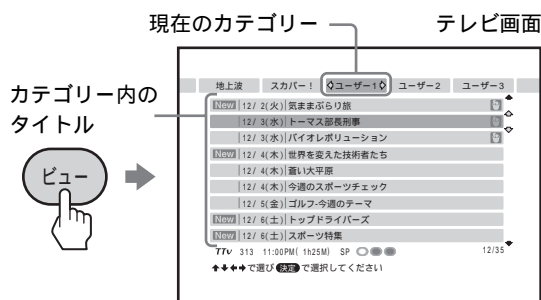 現在のカテゴリー テレビ画面
地上波 スカパー！ ユーザー1 ユーザー2 ユーザー3
カテゴリー内の
タイトル
ビュー
New 12/ 2(火) 気ままぶらり旅
12/ 3(水) トーマス部長刑事
12/ 3(水) バイオレボリューション
New 12/ 4(木) 世界を変えた技術者たち
12/ 4(木) 蒼い大平原
12/ 4(木) 今週のスポーツチェック
12/ 5(金) ゴルフ-今週のテーマ
New 12/ 6(土) トップドライバーズ
New 12/ 6(土) スポーツ特集
TTv 313 11:00PM( 1h25M) SP 12/35
で選び 決定 で選択してください